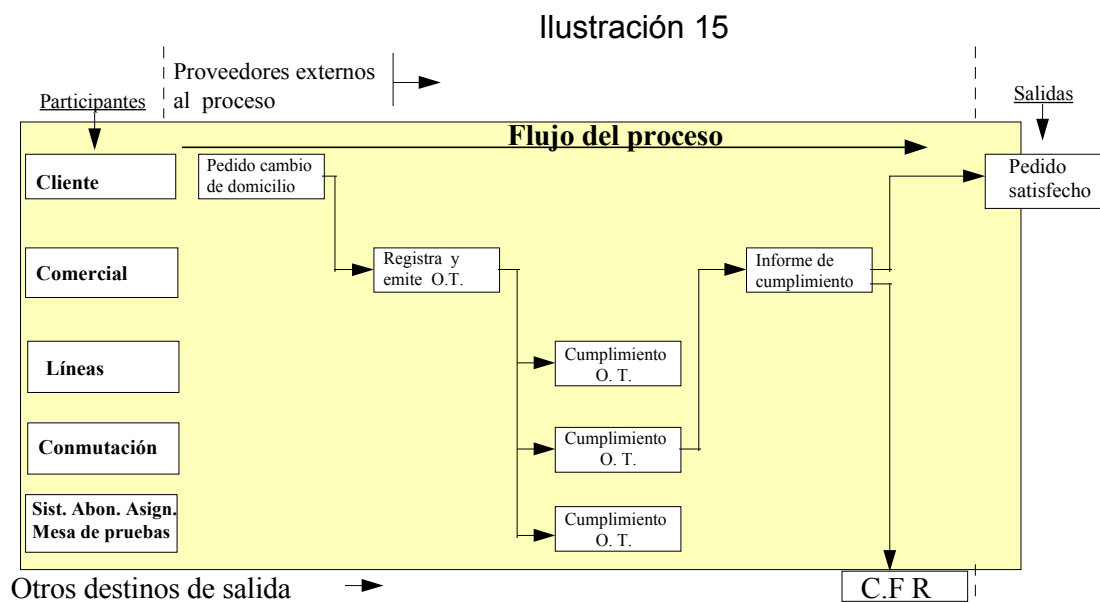 Ilustración 15
Proveedores externos
al proceso
Participantes
Salidas
Flujo del proceso
Cliente
Pedido cambio
de domicilio
Pedido
satisfecho
Comercial
Registra y
emite O.T.
Informe de
cumplimiento
Líneas
Cumplimiento
O. T.
Conmutación
Cumplimiento
O. T.
Sist. Abon. Asign.
Mesa de pruebas
Cumplimiento
O. T.
Otros destinos de salida
C.F R